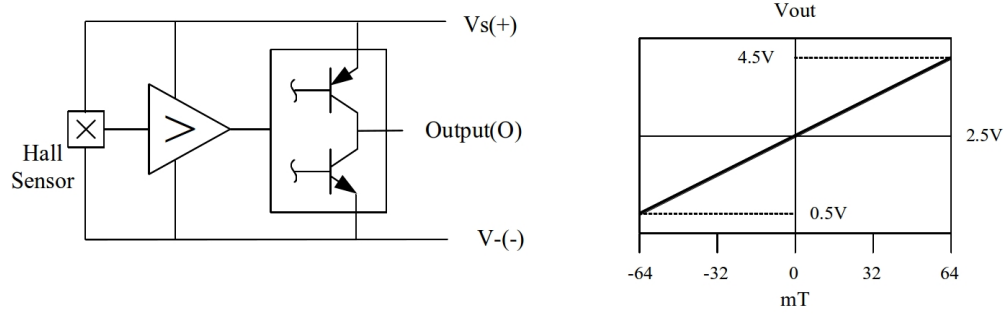 Vs(+)
Output(O)
Hall
Sensor
V-(-)
Vout
4.5V
2.5V
0.5V
-64 -32 0 32 64
mT